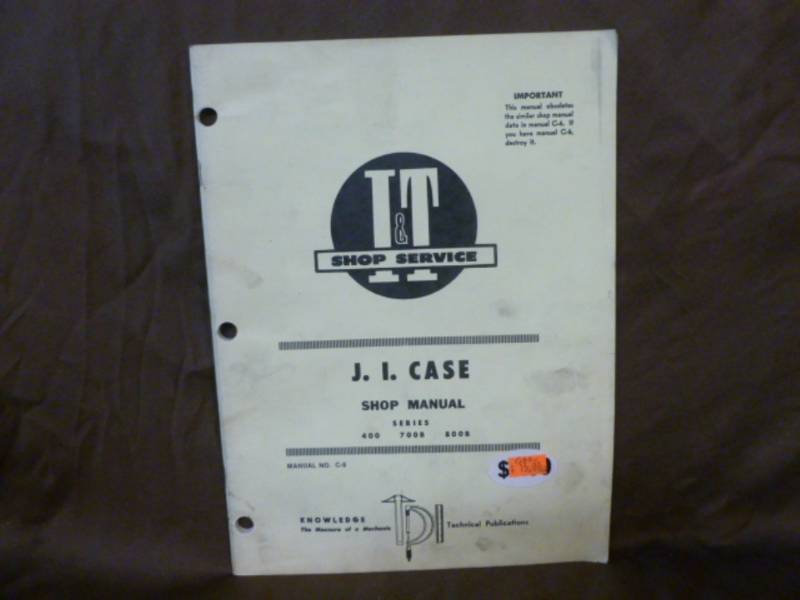 IMPORTANT
This manual obsoletes
the similar shop manual
data in manual C-6. If
you have manual C-6,
destroy it.
I&T
SHOP SERVICE
J. I. CASE
SHOP MANUAL
SERIES
400 700B 800B
MANUAL NO. C-8
$
KNOWLEDGE
The Measure of a Mechanic
Technical Publications